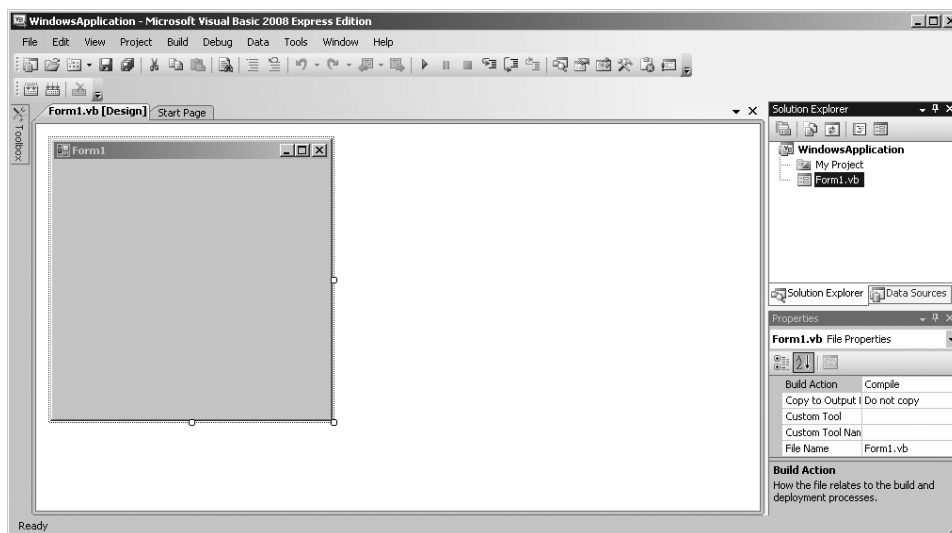 WindowsApplication - Microsoft Visual Basic 2008 Express Edition
File Edit View Project Build Debug Data Tools Window Help
Form1.vb [Design] Start Page
Toolbox
Form1
Solution Explorer
WindowsApplication
My Project
Form1.vb
Solution Explorer Data Sources
Properties
Form1.vb File Properties
Build Action Compile
Copy to Output Do not copy
Custom Tool
Custom Tool Nan
File Name Form1.vb
Build Action
How the file relates to the build and
deployment processes.
Ready